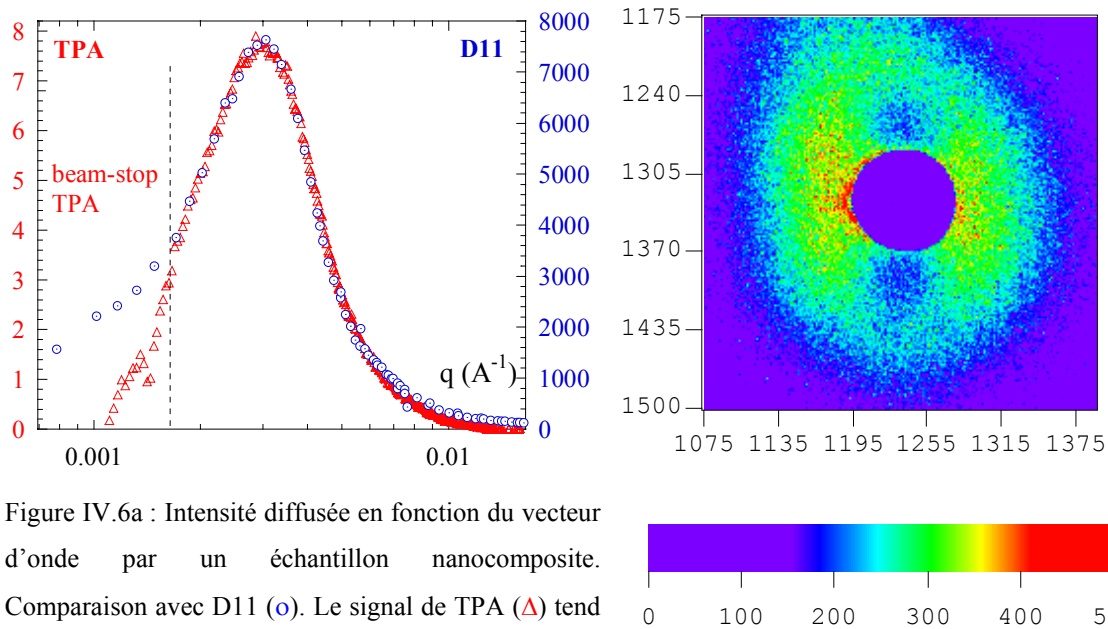 8
7
6
5
4
3
2
1
0
TPA
D11
beam-stop
TPA
q (A⁻¹)
0.001
0.01
8000
7000
6000
5000
4000
3000
2000
1000
0
1175
1240
1305
1370
1435
1500
1075 1135 1195 1255 1315 1375
0 100 200 300 400 5
Figure IV.6a : Intensité diffusée en fonction du vecteur
d'onde par un échantillon nanocomposite.
Comparaison avec D11 (o). Le signal de TPA (Δ) tend